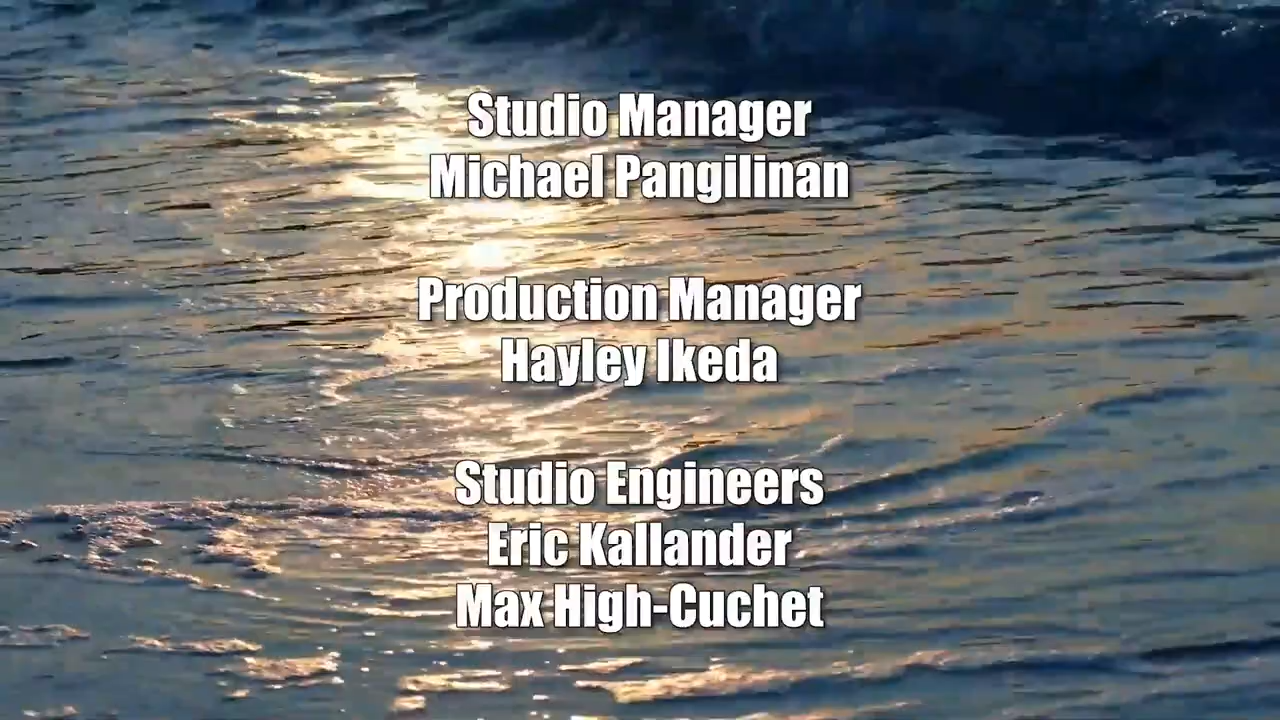 Studio Manager
Michael Pangilinan
Production Manager
Hayley Ikeda
Studio Engineers
Eric Kallander
Max High-Cuchet